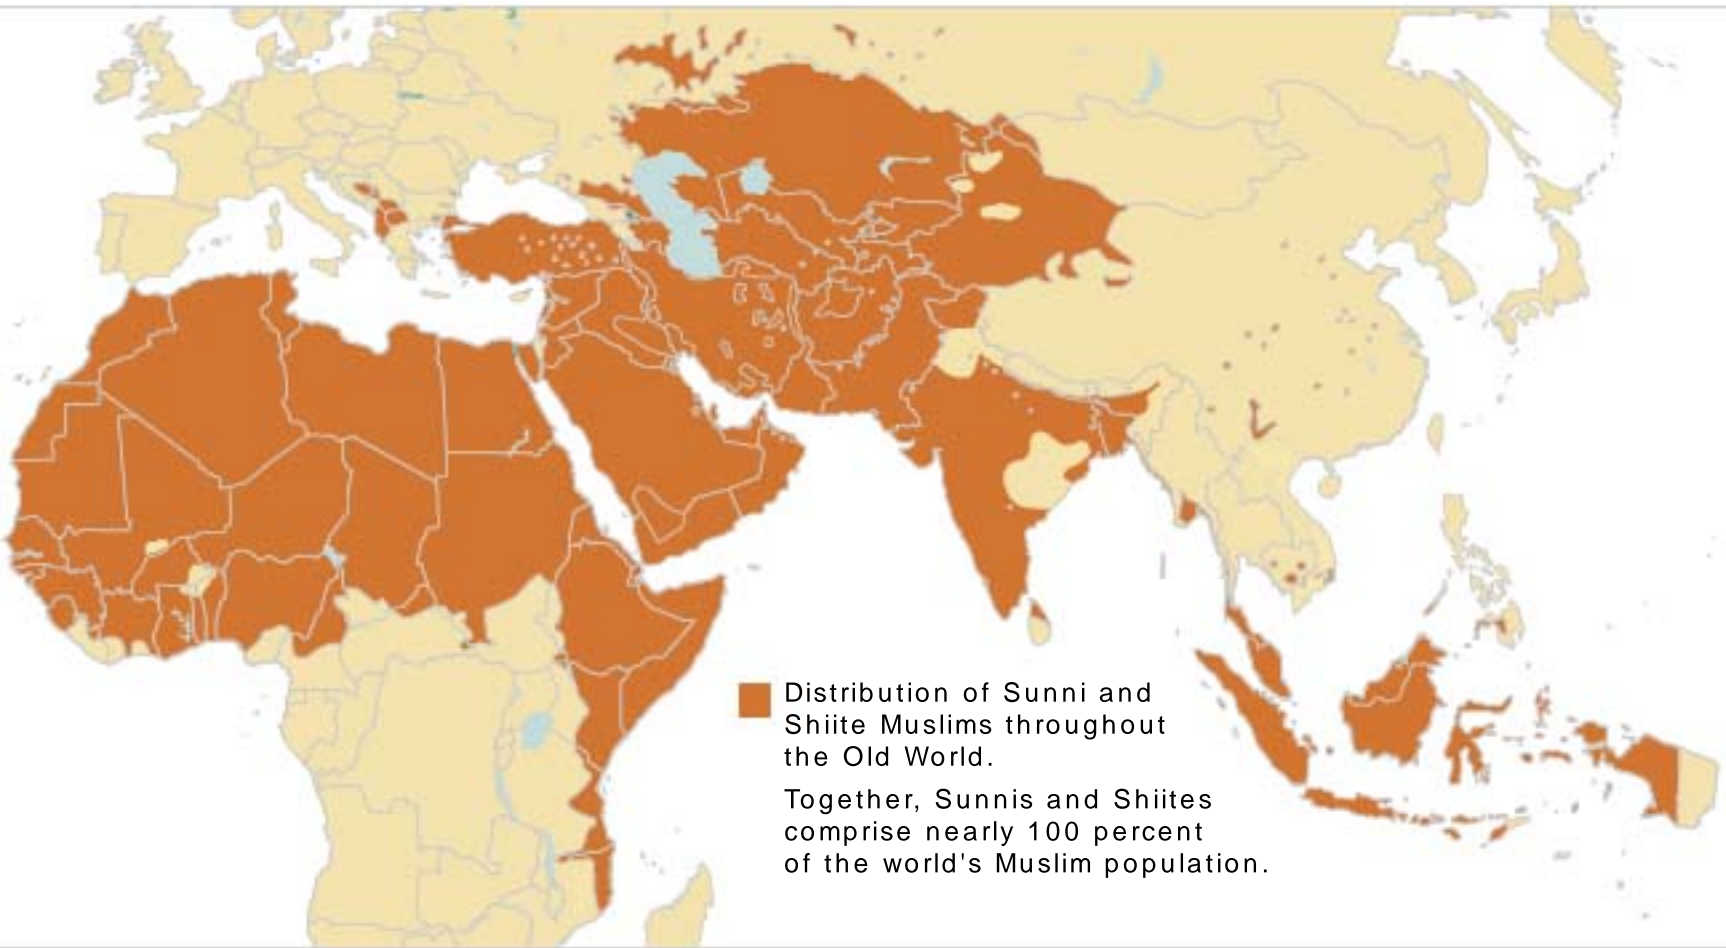 Distribution of Sunni and
Shiite Muslims throughout
the Old World.
Together, Sunnis and Shiites
comprise nearly 100 percent
of the world's Muslim population.